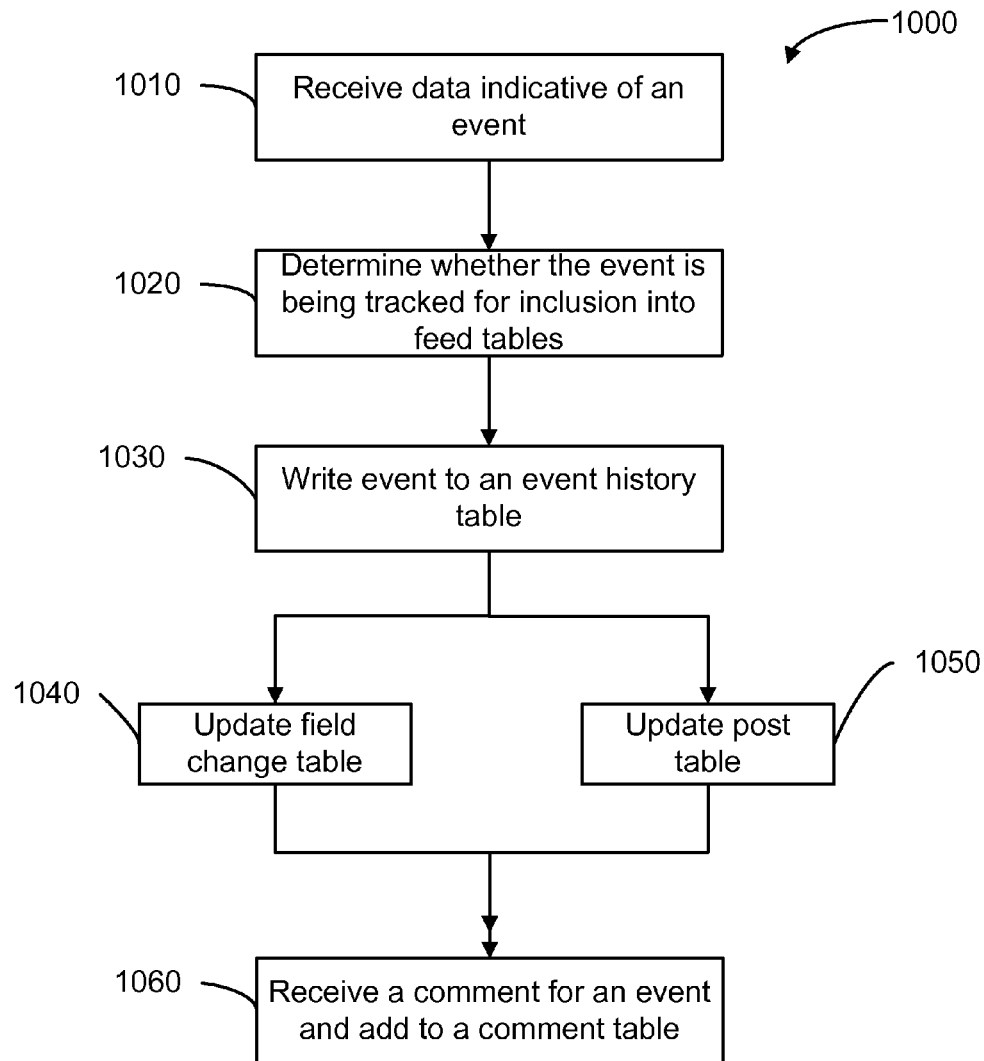 1000
1010
Receive data indicative of an
event
1020
Determine whether the event is
being tracked for inclusion into
feed tables
1030
Write event to an event history
table
1040
Update field
change table
1050
Update post
table
1060
Receive a comment for an event
and add to a comment table